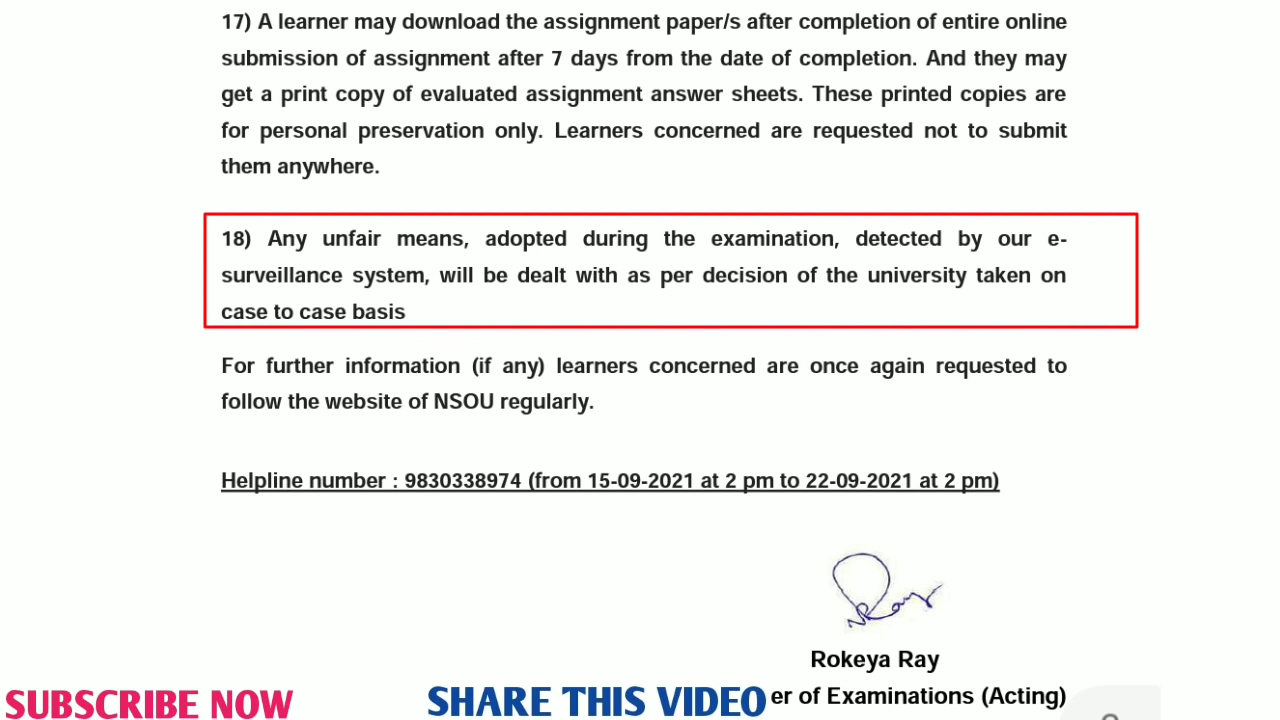 17) A learner may download the assignment paper/s after completion of entire online
submission of assignment after 7 days from the date of completion. And they may
get a print copy of evaluated assignment answer sheets. These printed copies are
for personal preservation only. Learners concerned are requested not to submit
them anywhere.
18) Any unfair means, adopted during the examination, detected by our e-
surveillance system, will be dealt with as per decision of the university taken on
case to case basis
For further information (if any) learners concerned are once again requested to
follow the website of NSOU regularly.
Helpline number : 9830338974 (from 15-09-2021 at 2 pm to 22-09-2021 at 2 pm)
Rokeya Ray
er of Examinations (Acting)
SUBSCRIBE NOW
SHARE THIS VIDEO